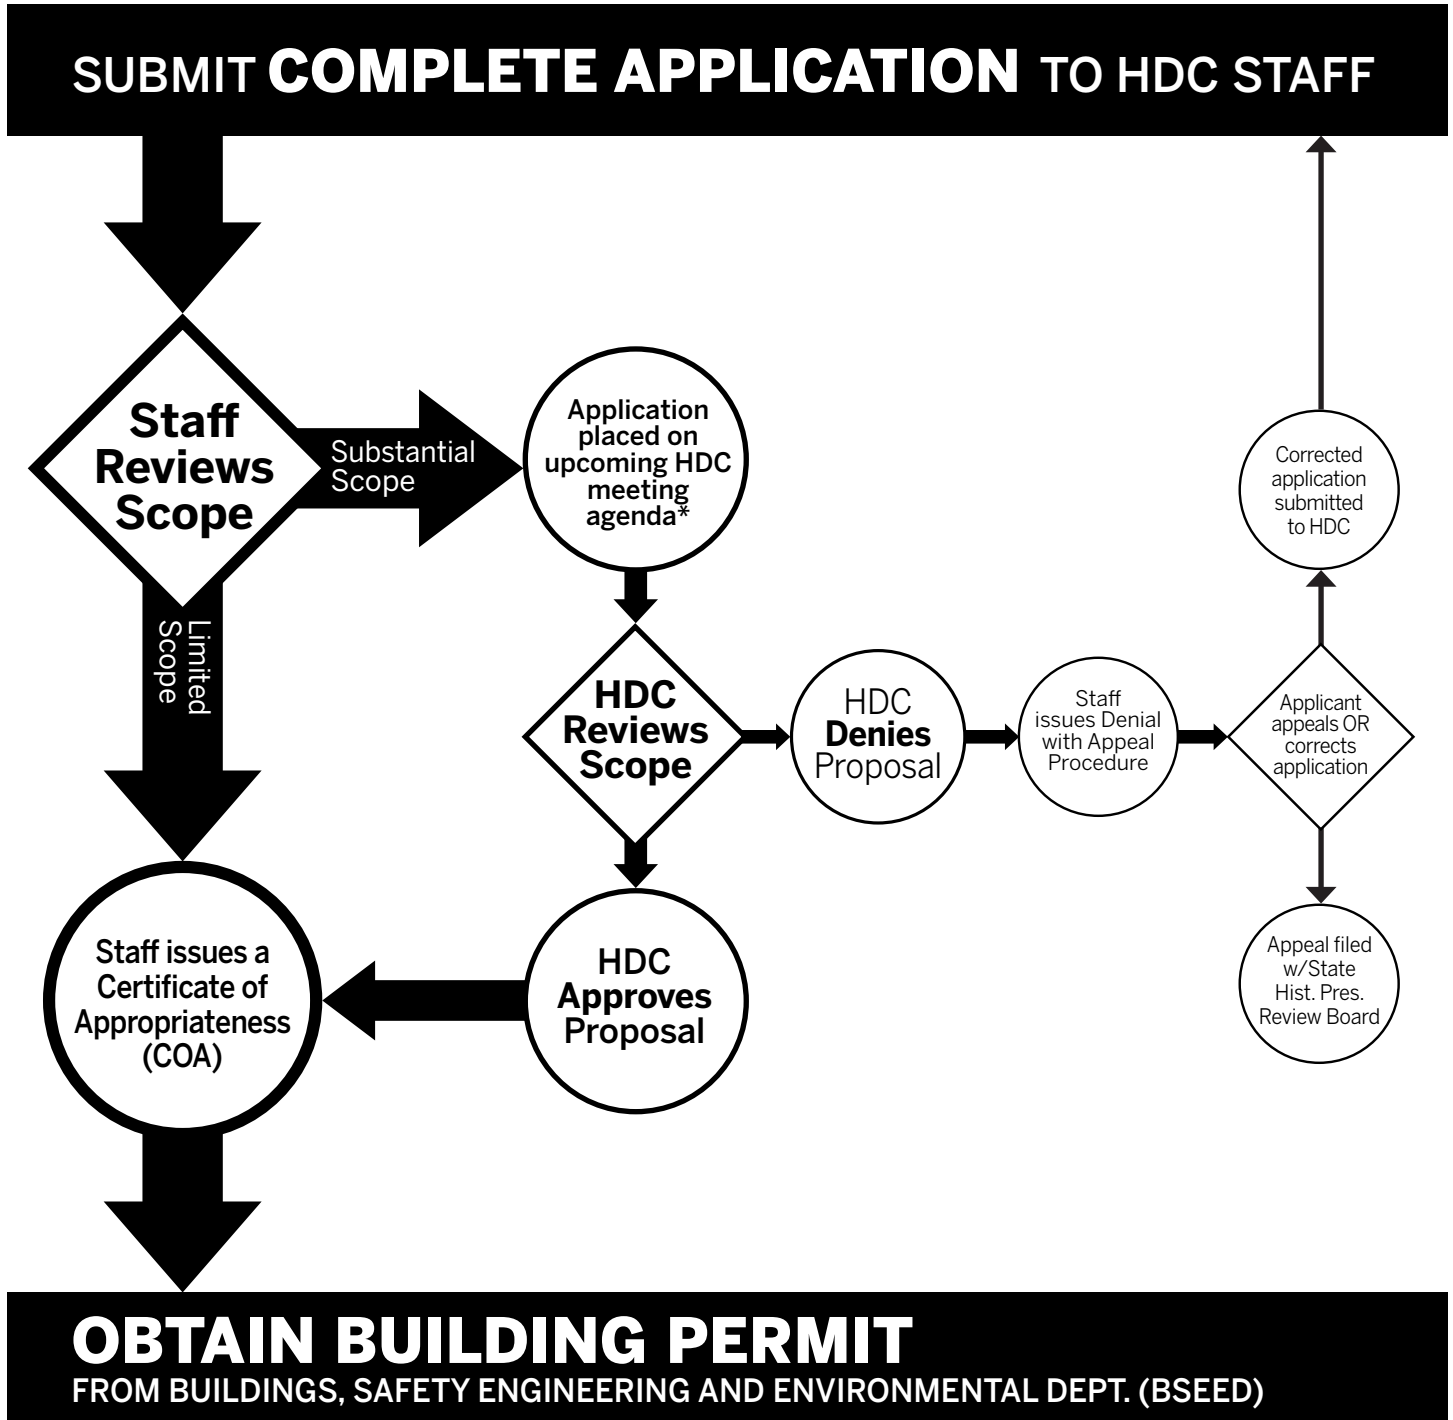 SUBMIT COMPLETE APPLICATION TO HDC STAFF
Staff
Reviews
Scope
Substantial
Scope
Application
placed on
upcoming HDC
meeting
agenda*
Limited
Scope
HDC
Reviews
Scope
HDC
Denies
Proposal
Staff
issues Denial
with Appeal
Procedure
Applicant
appeals OR
corrects
application
Corrected
application
submitted
to HDC
Appeal filed
w/State
Hist. Pres.
Review Board
HDC
Approves
Proposal
Staff issues a
Certificate of
Appropriateness
(COA)
OBTAIN BUILDING PERMIT
FROM BUILDINGS, SAFETY ENGINEERING AND ENVIRONMENTAL DEPT. (BSEED)